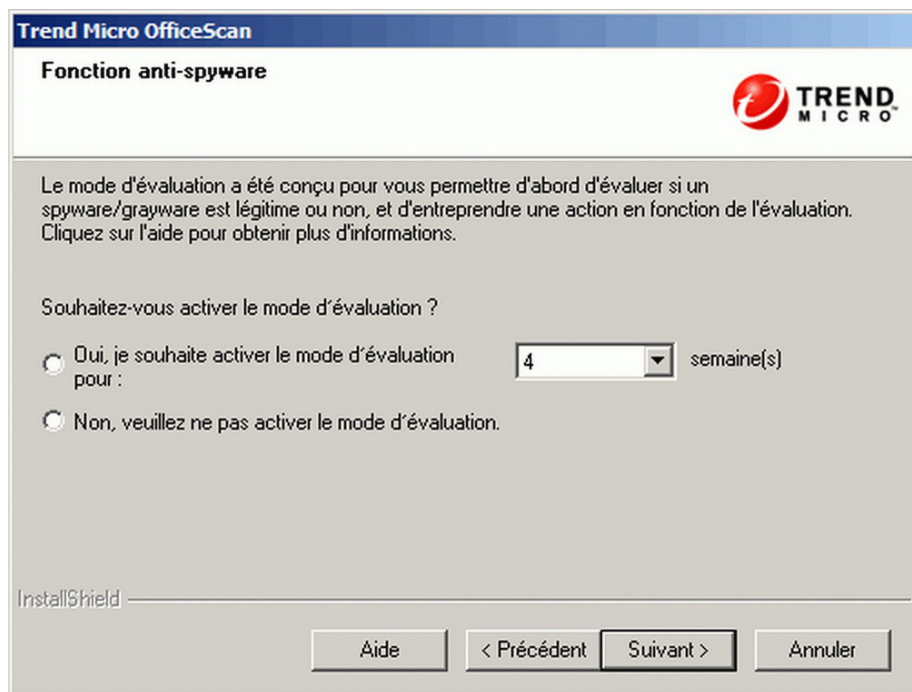 Trend Micro OfficeScan
Fonction anti-spyware
TREND
MICRO™
Le mode d'évaluation a été conçu pour vous permettre d'abord d'évaluer si un
spyware/grayware est légitime ou non, et d'entreprendre une action en fonction de l'évaluation.
Cliquez sur l'aide pour obtenir plus d'informations.
Souhaitez-vous activer le mode d´évaluation ?
Oui, je souhaite activer le mode d´évaluation
pour :
4
semaine(s)
Non, veuillez ne pas activer le mode d´évaluation.
InstallShield
Aide
< Précédent
Suivant >
Annuler